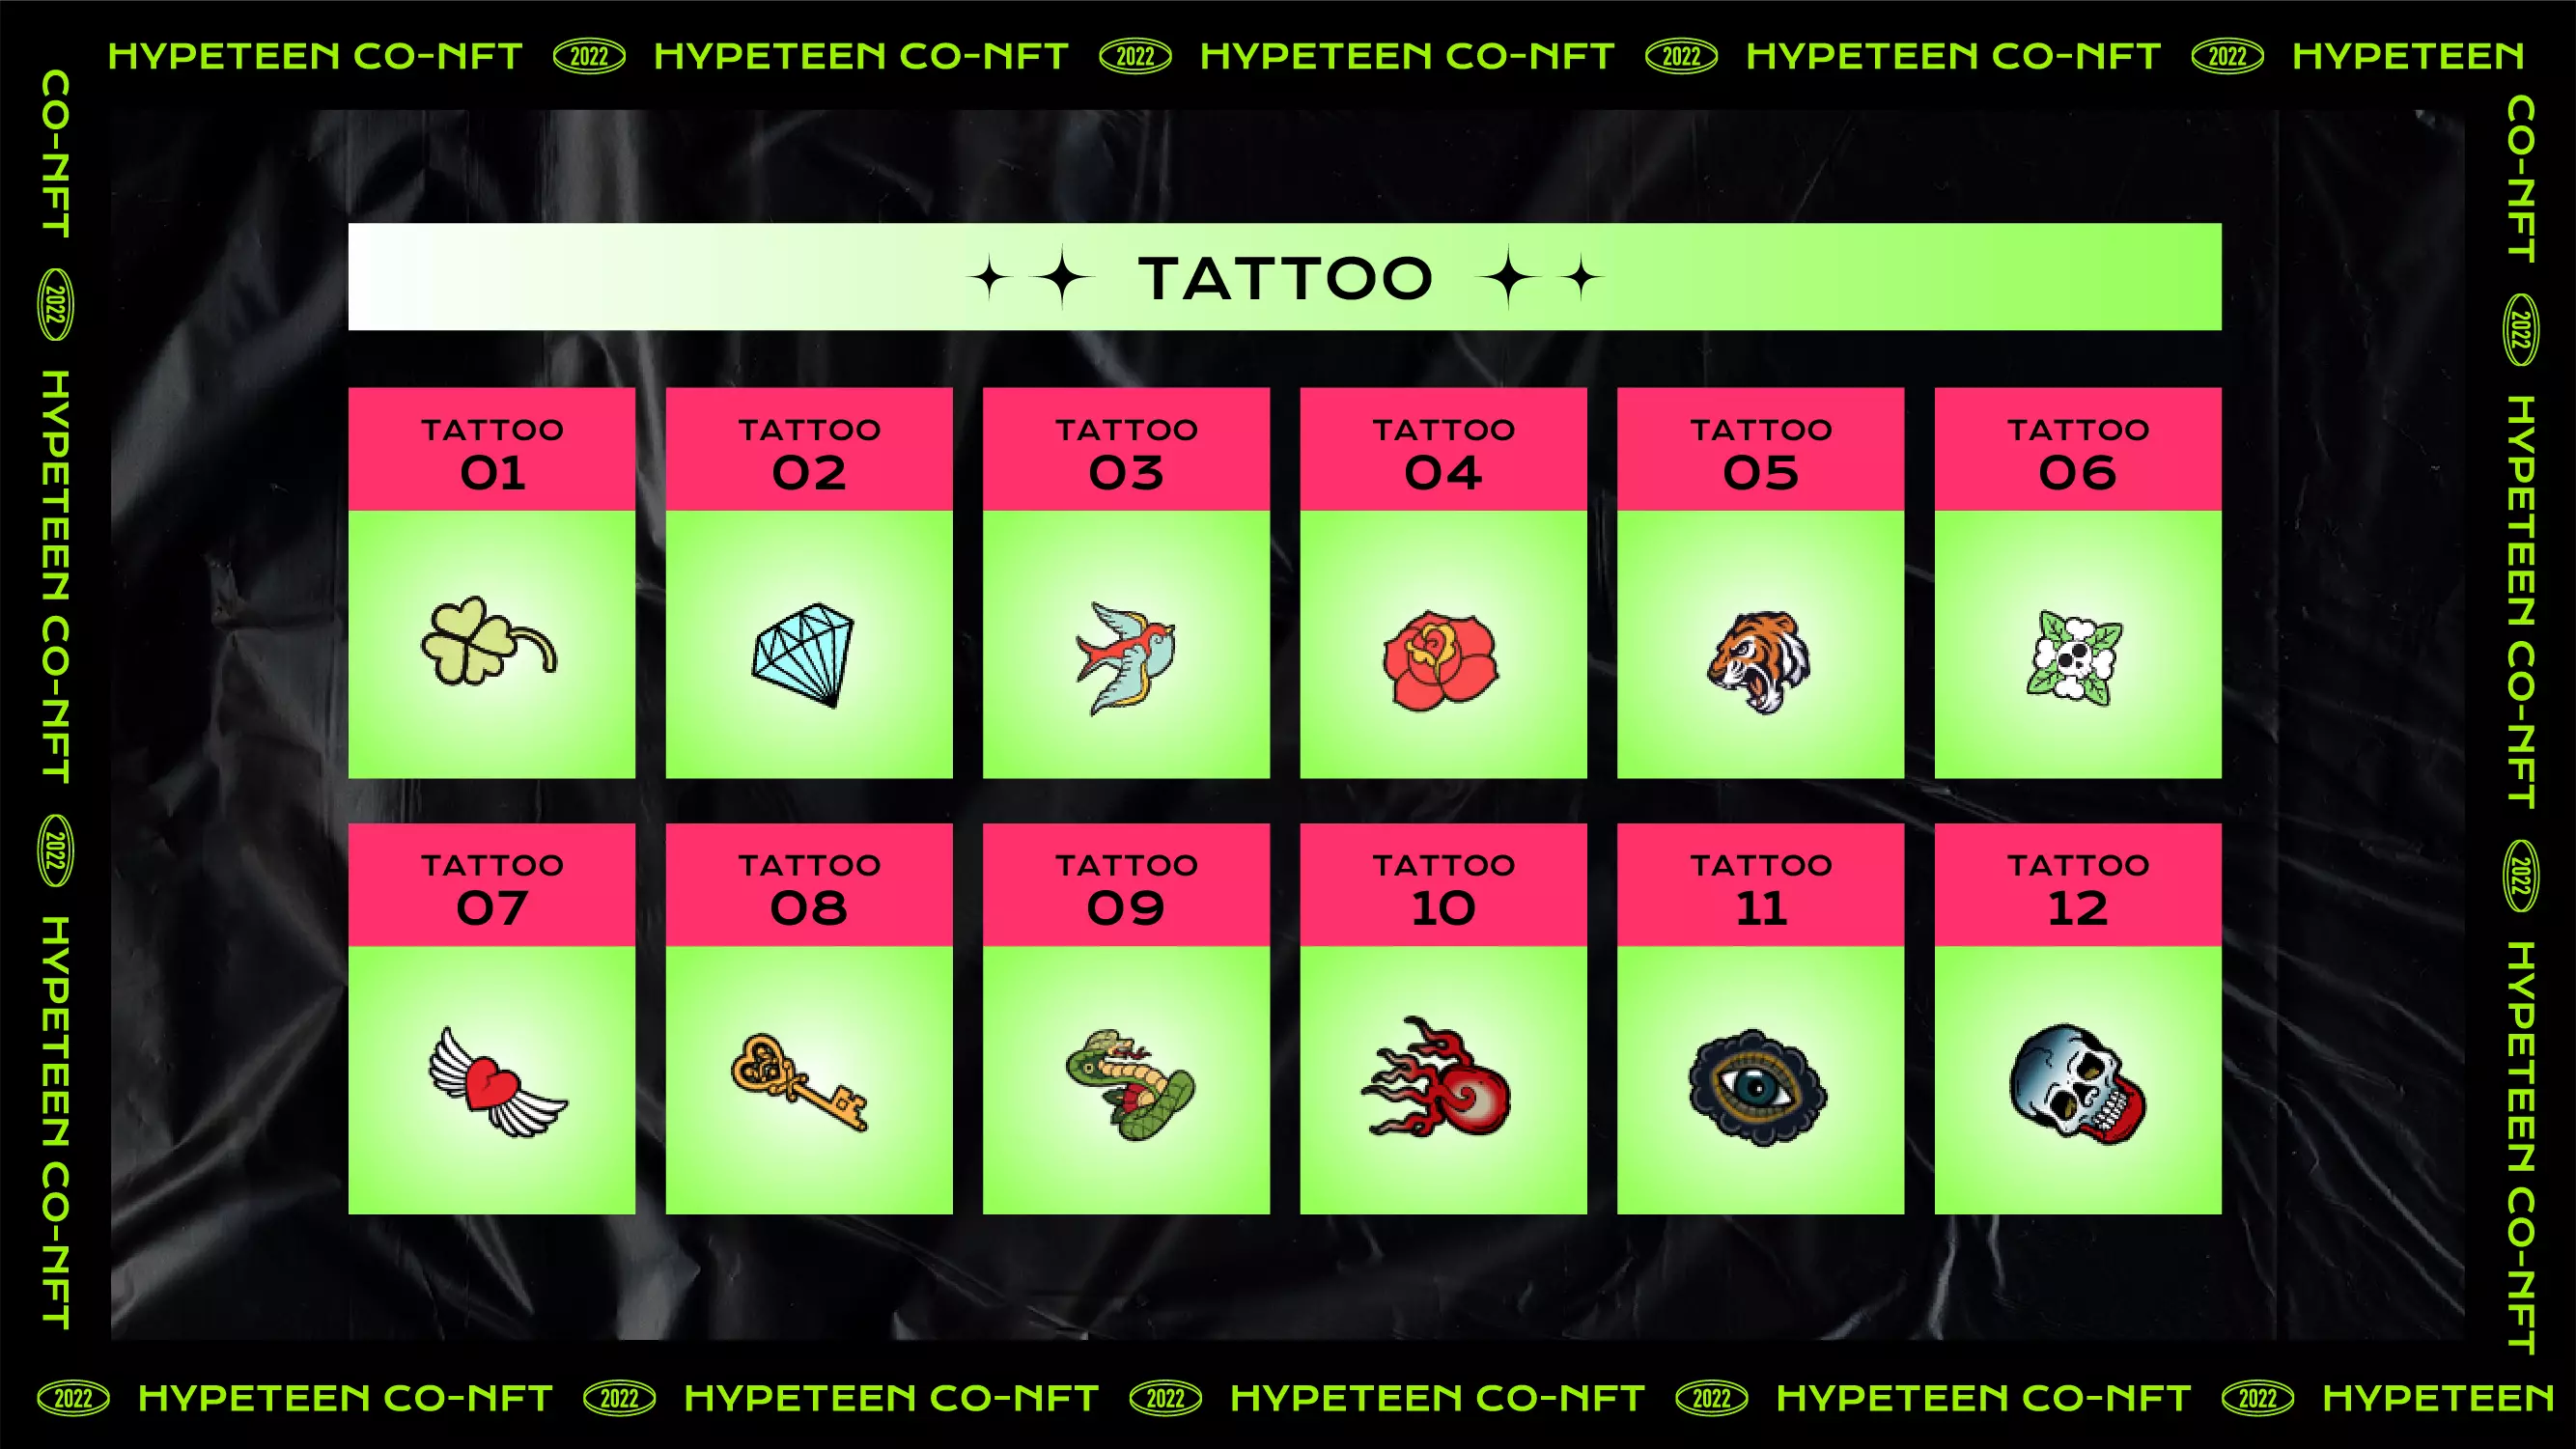 HYPETEEN CO-NFT 2022 HYPETEEN CO-NFT 2022 HYPETEEN CO-NFT 2022 HYPETEEN CO-NFT 2022 HYPETEEN
CO-NFT 2022 HYPETEEN CO-NFT 2022 HYPETEEN CO-NFT
TATTOO
TATTOO
01
TATTOO
02
TATTOO
03
TATTOO
04
TATTOO
05
TATTOO
06
TATTOO
07
TATTOO
08
TATTOO
09
TATTOO
10
TATTOO
11
TATTOO
12
CO-NFT 2022 HYPETEEN CO-NFT 2022 HYPETEEN CO-NFT
2022 HYPETEEN CO-NFT 2022 HYPETEEN CO-NFT 2022 HYPETEEN CO-NFT 2022 HYPETEEN CO-NFT 2022 HYPETEEN